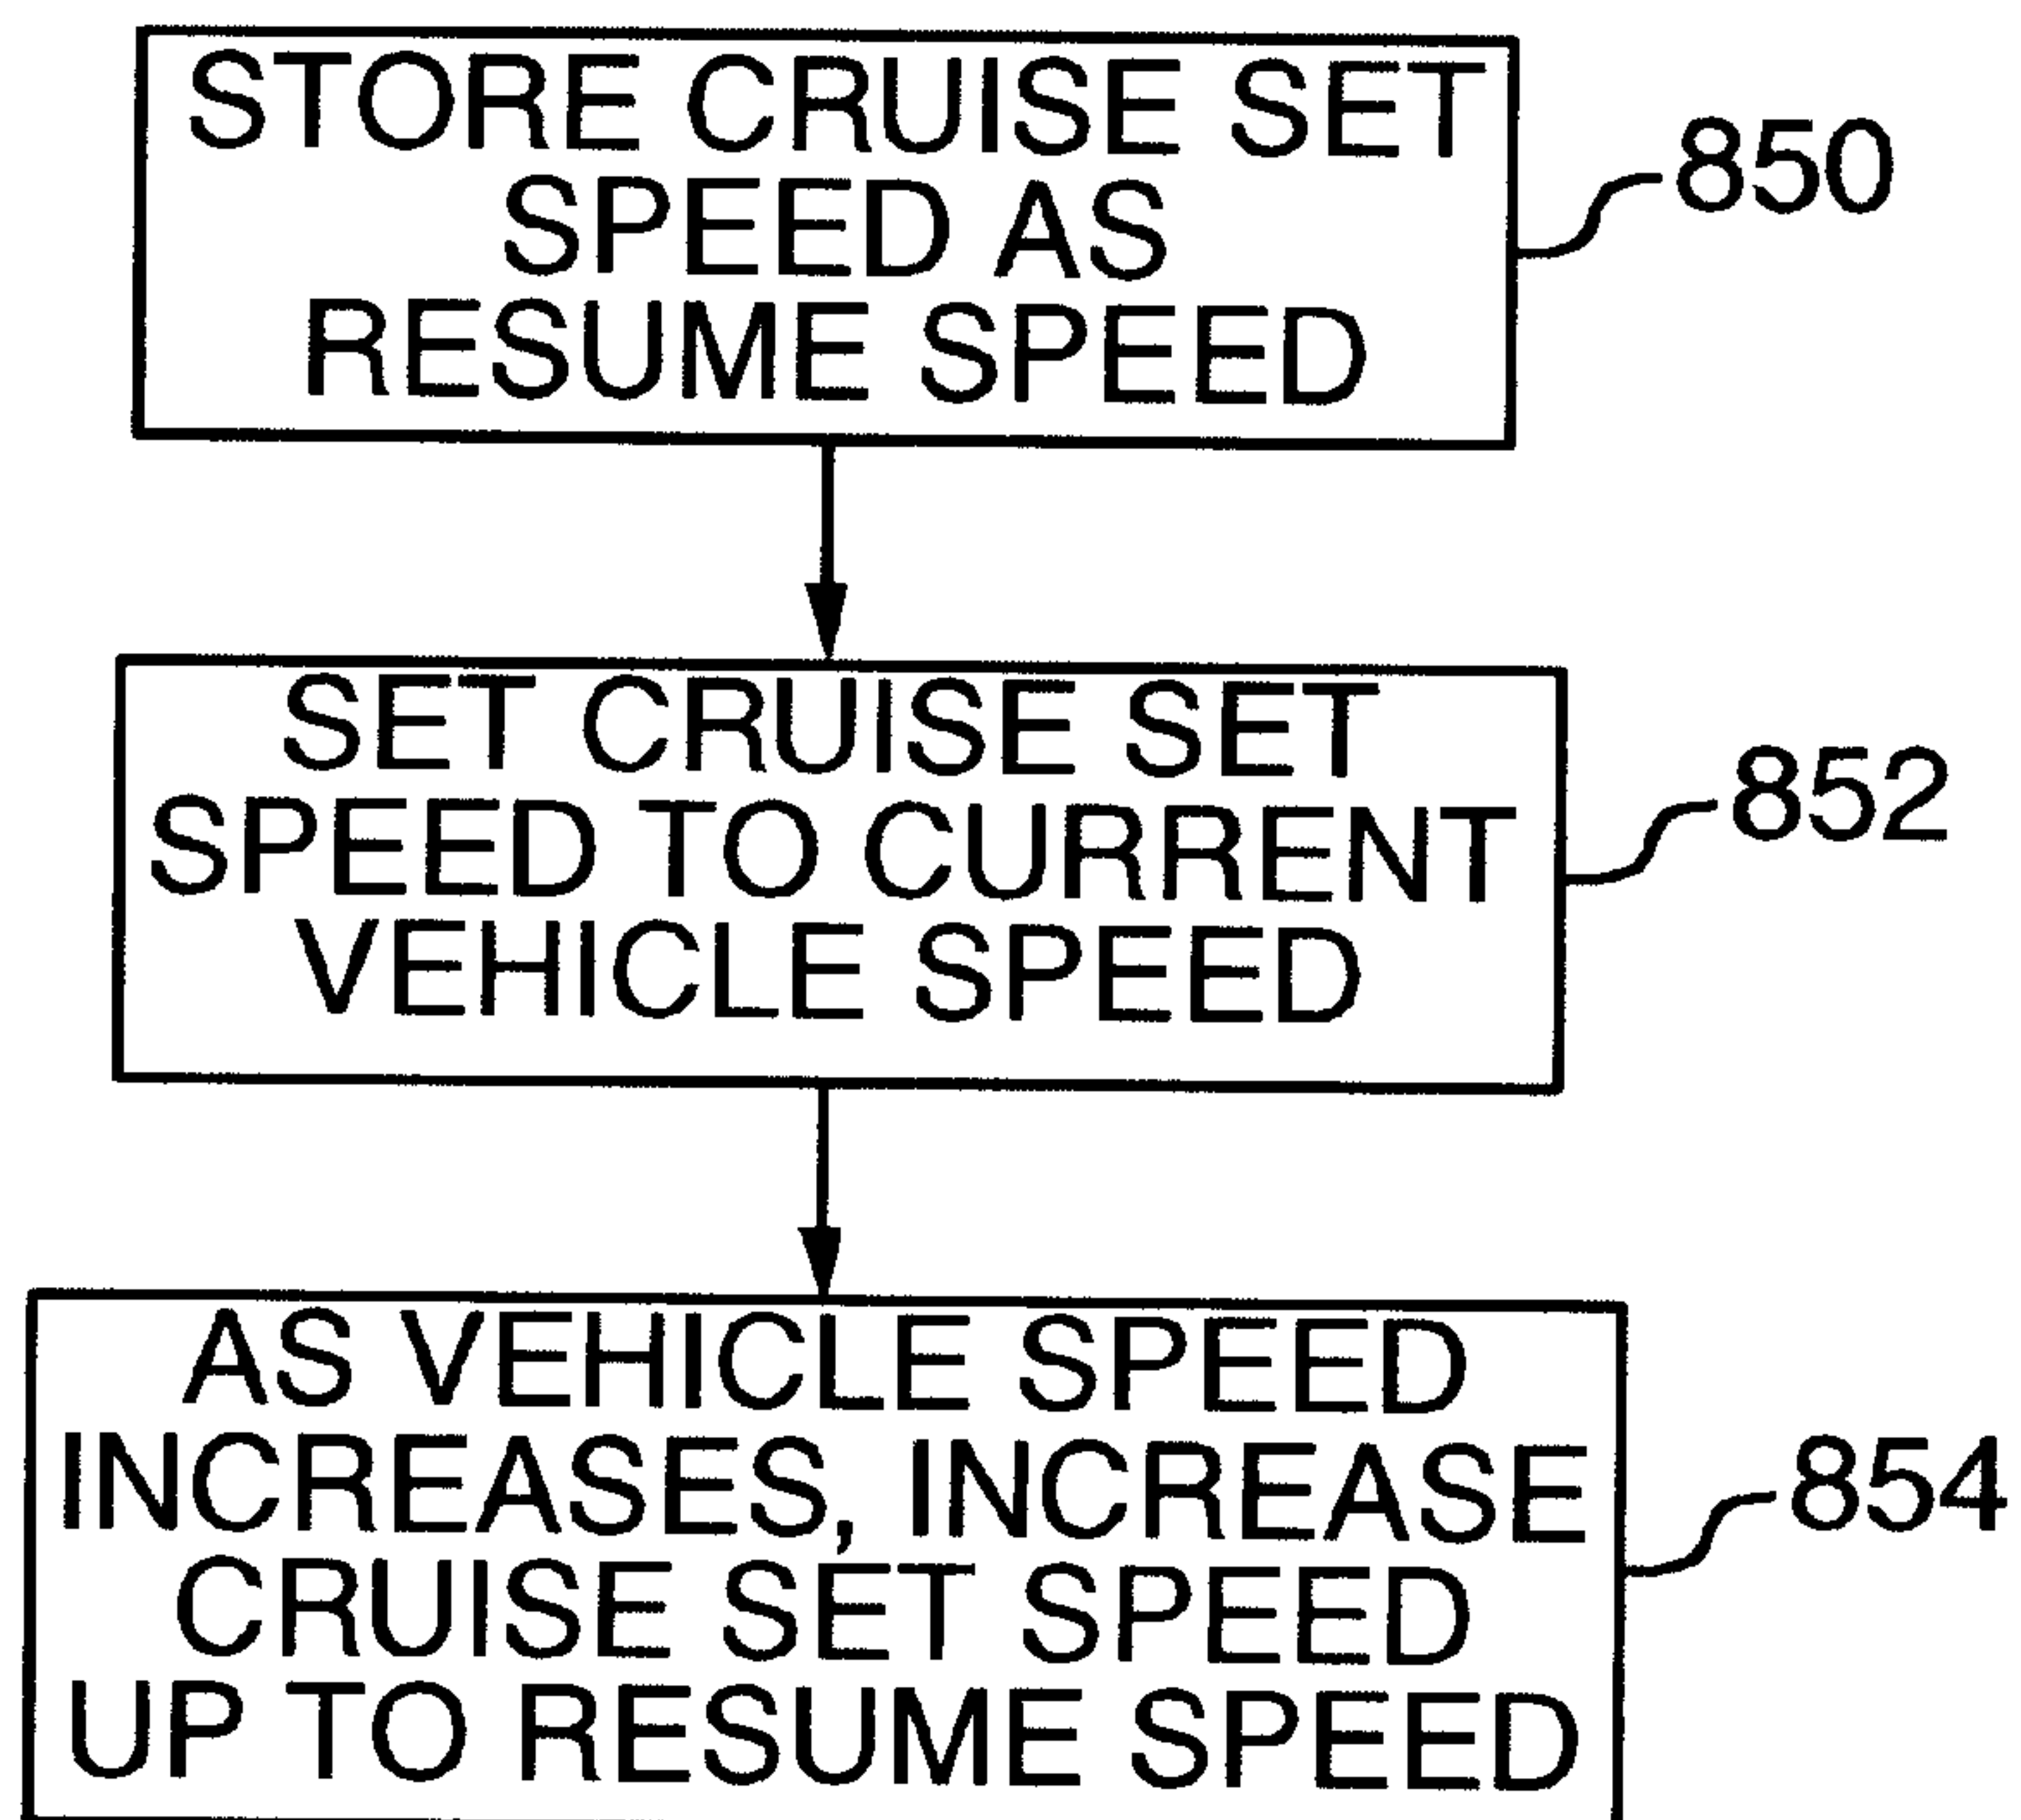 STORE CRUISE SET
SPEED AS
RESUME SPEED
850
SET CRUISE SET
SPEED TO CURRENT
VEHICLE SPEED
852
AS VEHICLE SPEED
INCREASES, INCREASE
CRUISE SET SPEED
UP TO RESUME SPEED
854